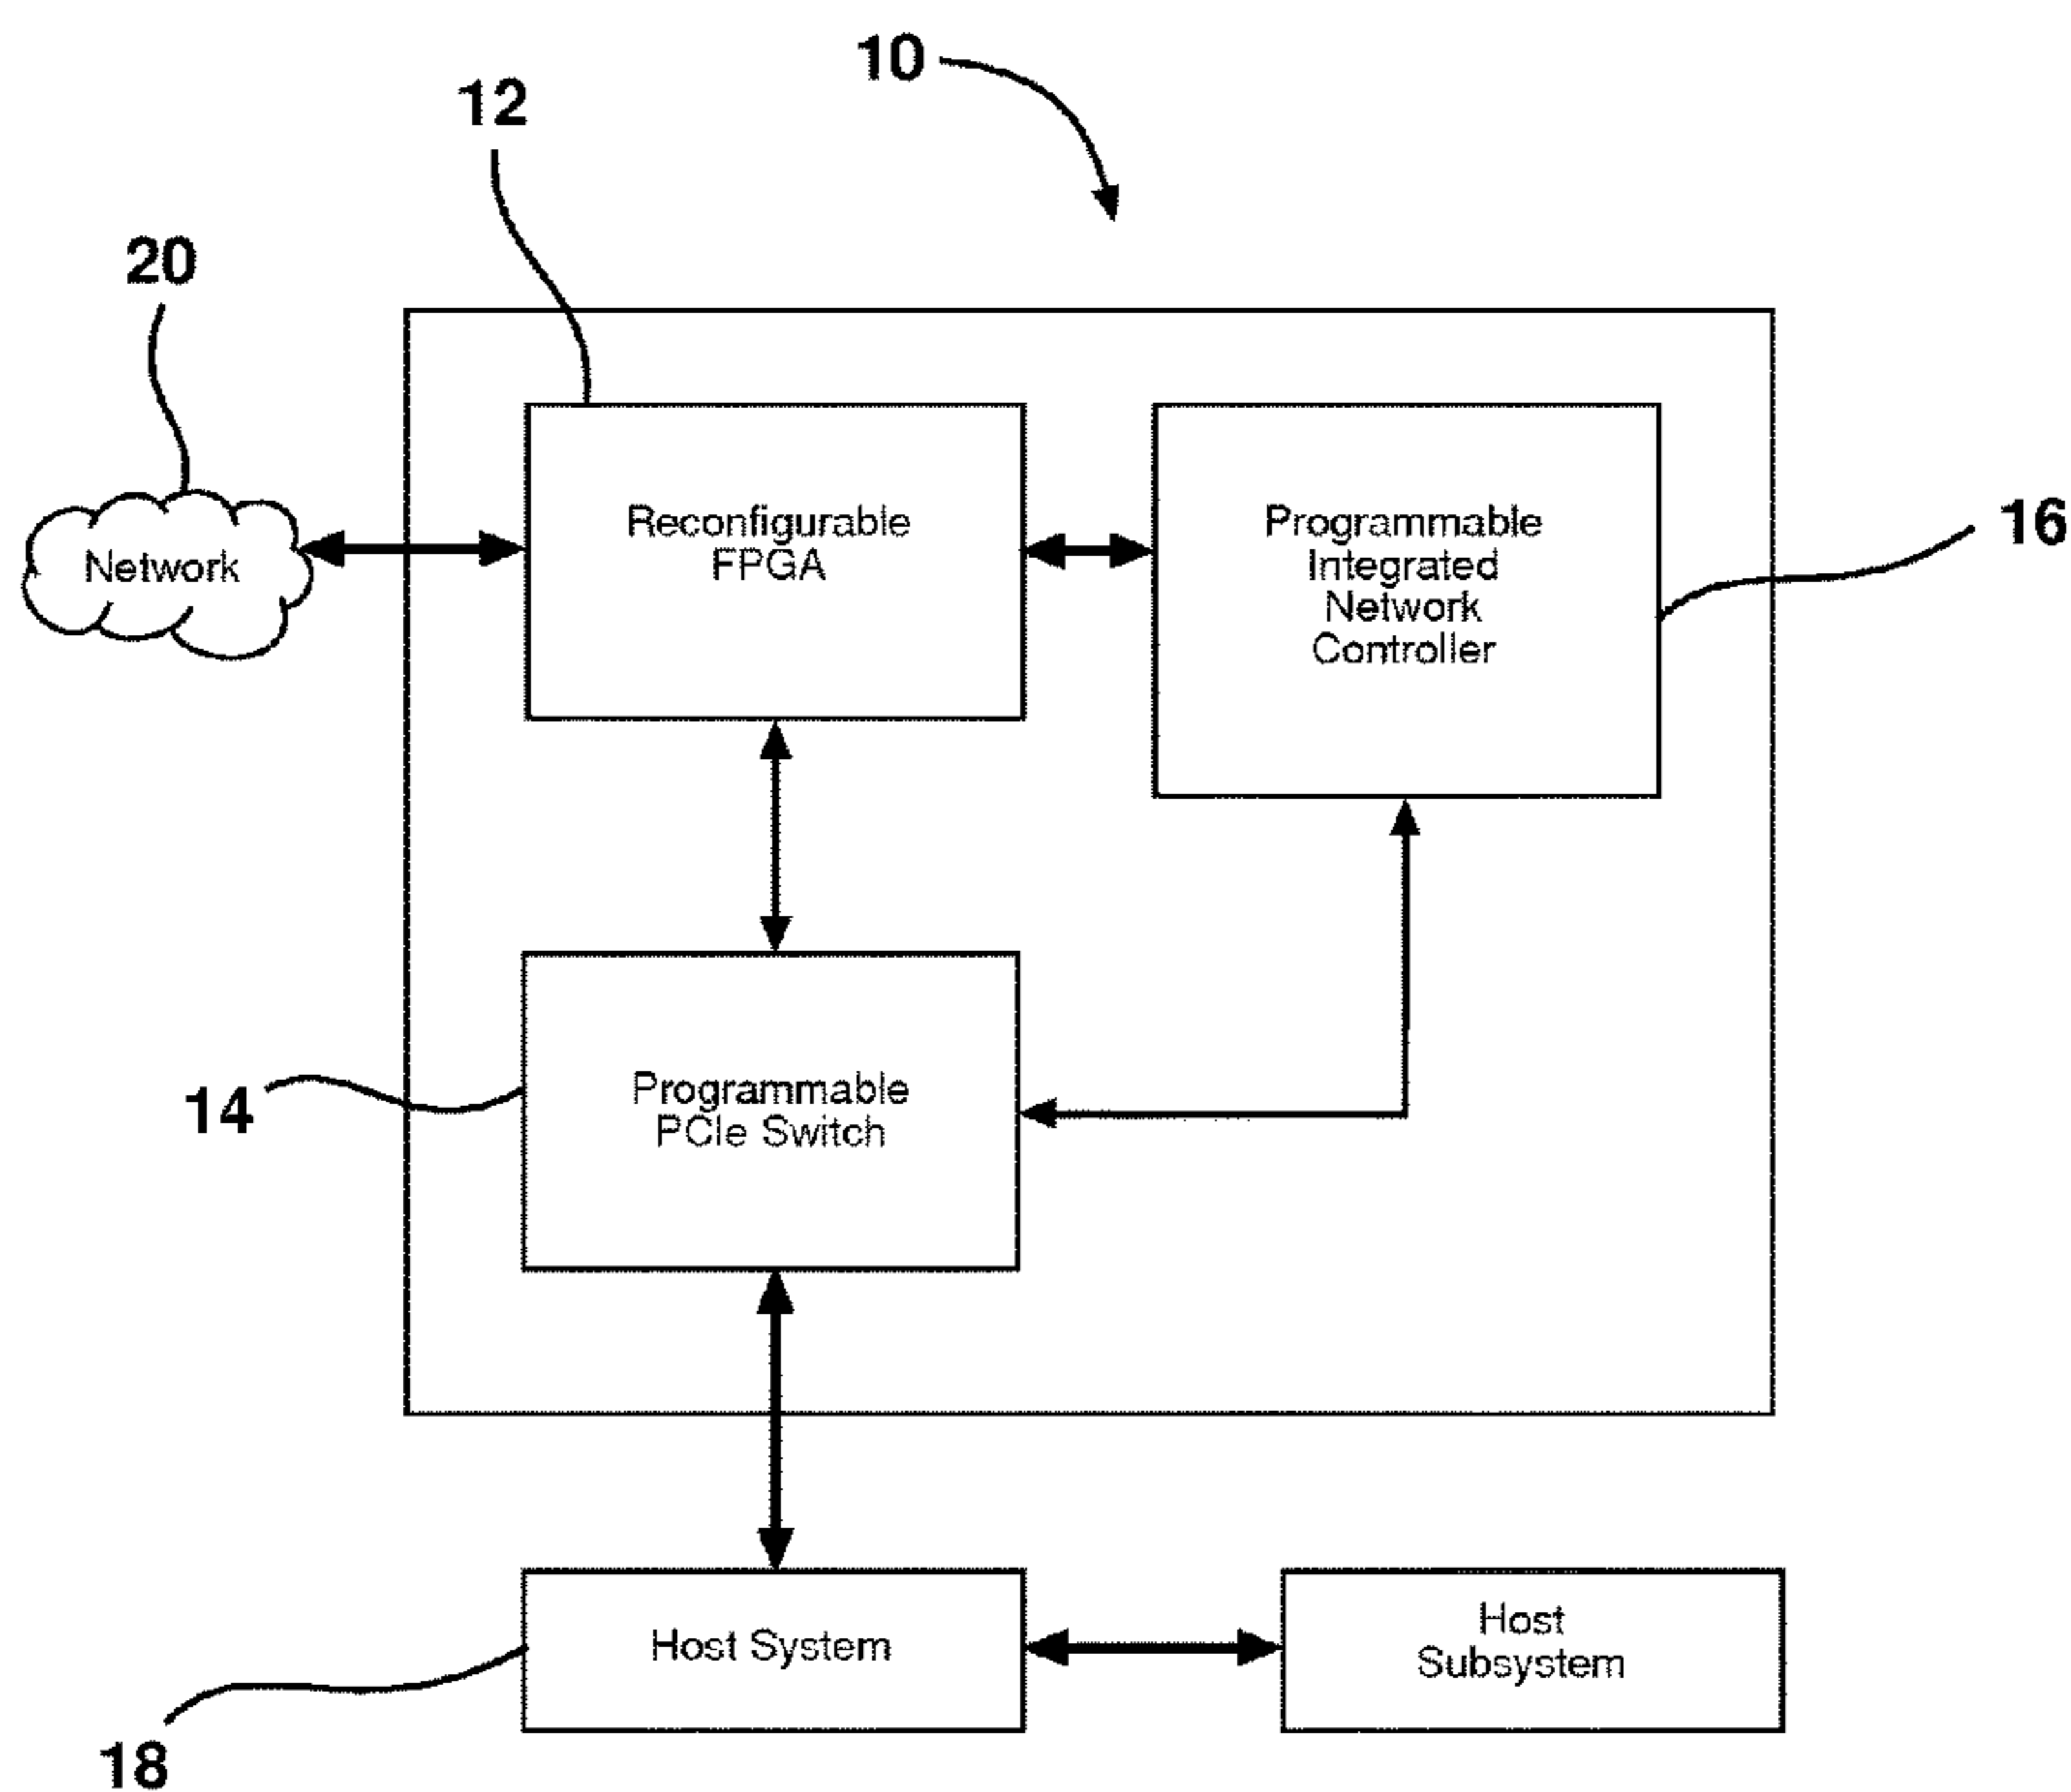 10
12
20
Reconfigurable
FPGA
Programmable
Integrated
Network
Controller
16
Network
14
Programmable
PCIe Switch
Host System
Host
Subsystem
18